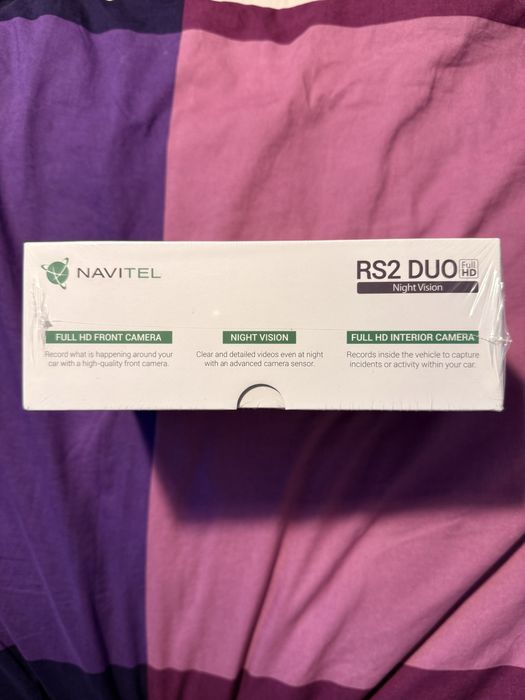 NAVITEL
RS2 DUO Full HD
Night Vision
FULL HD FRONT CAMERA
Record what is happening around your
car with a high-quality front camera.
NIGHT VISION
Clear and detailed videos even at night
with an advanced camera sensor.
FULL HD INTERIOR CAMERA
Records inside the vehicle to capture
incidents or activity within your car.